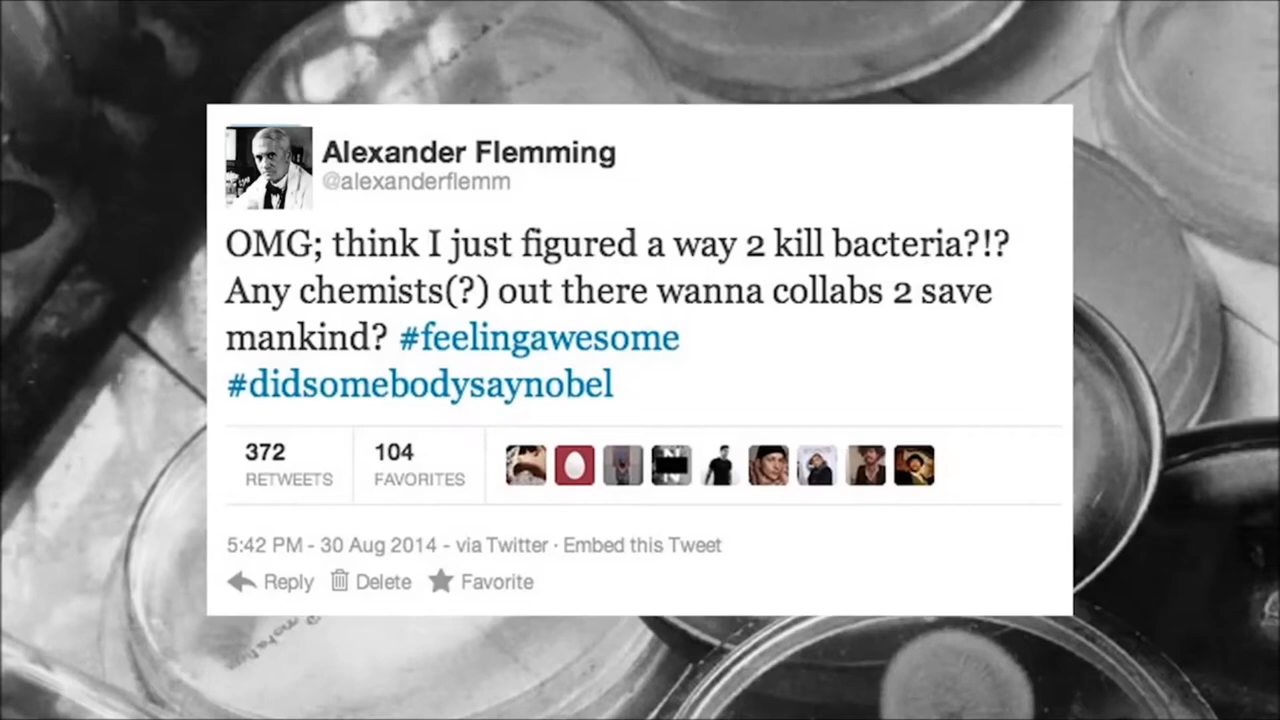 Alexander Flemming
@alexanderflemm
OMG; think I just figured a way 2 kill bacteria?!?
Any chemists(?) out there wanna collabs 2 save
mankind? #feelingawesome
#didsomebodysaynobel
372
RETWEETS
104
FAVORITES
5:42 PM - 30 Aug 2014 - via Twitter · Embed this Tweet
Reply Delete Favorite